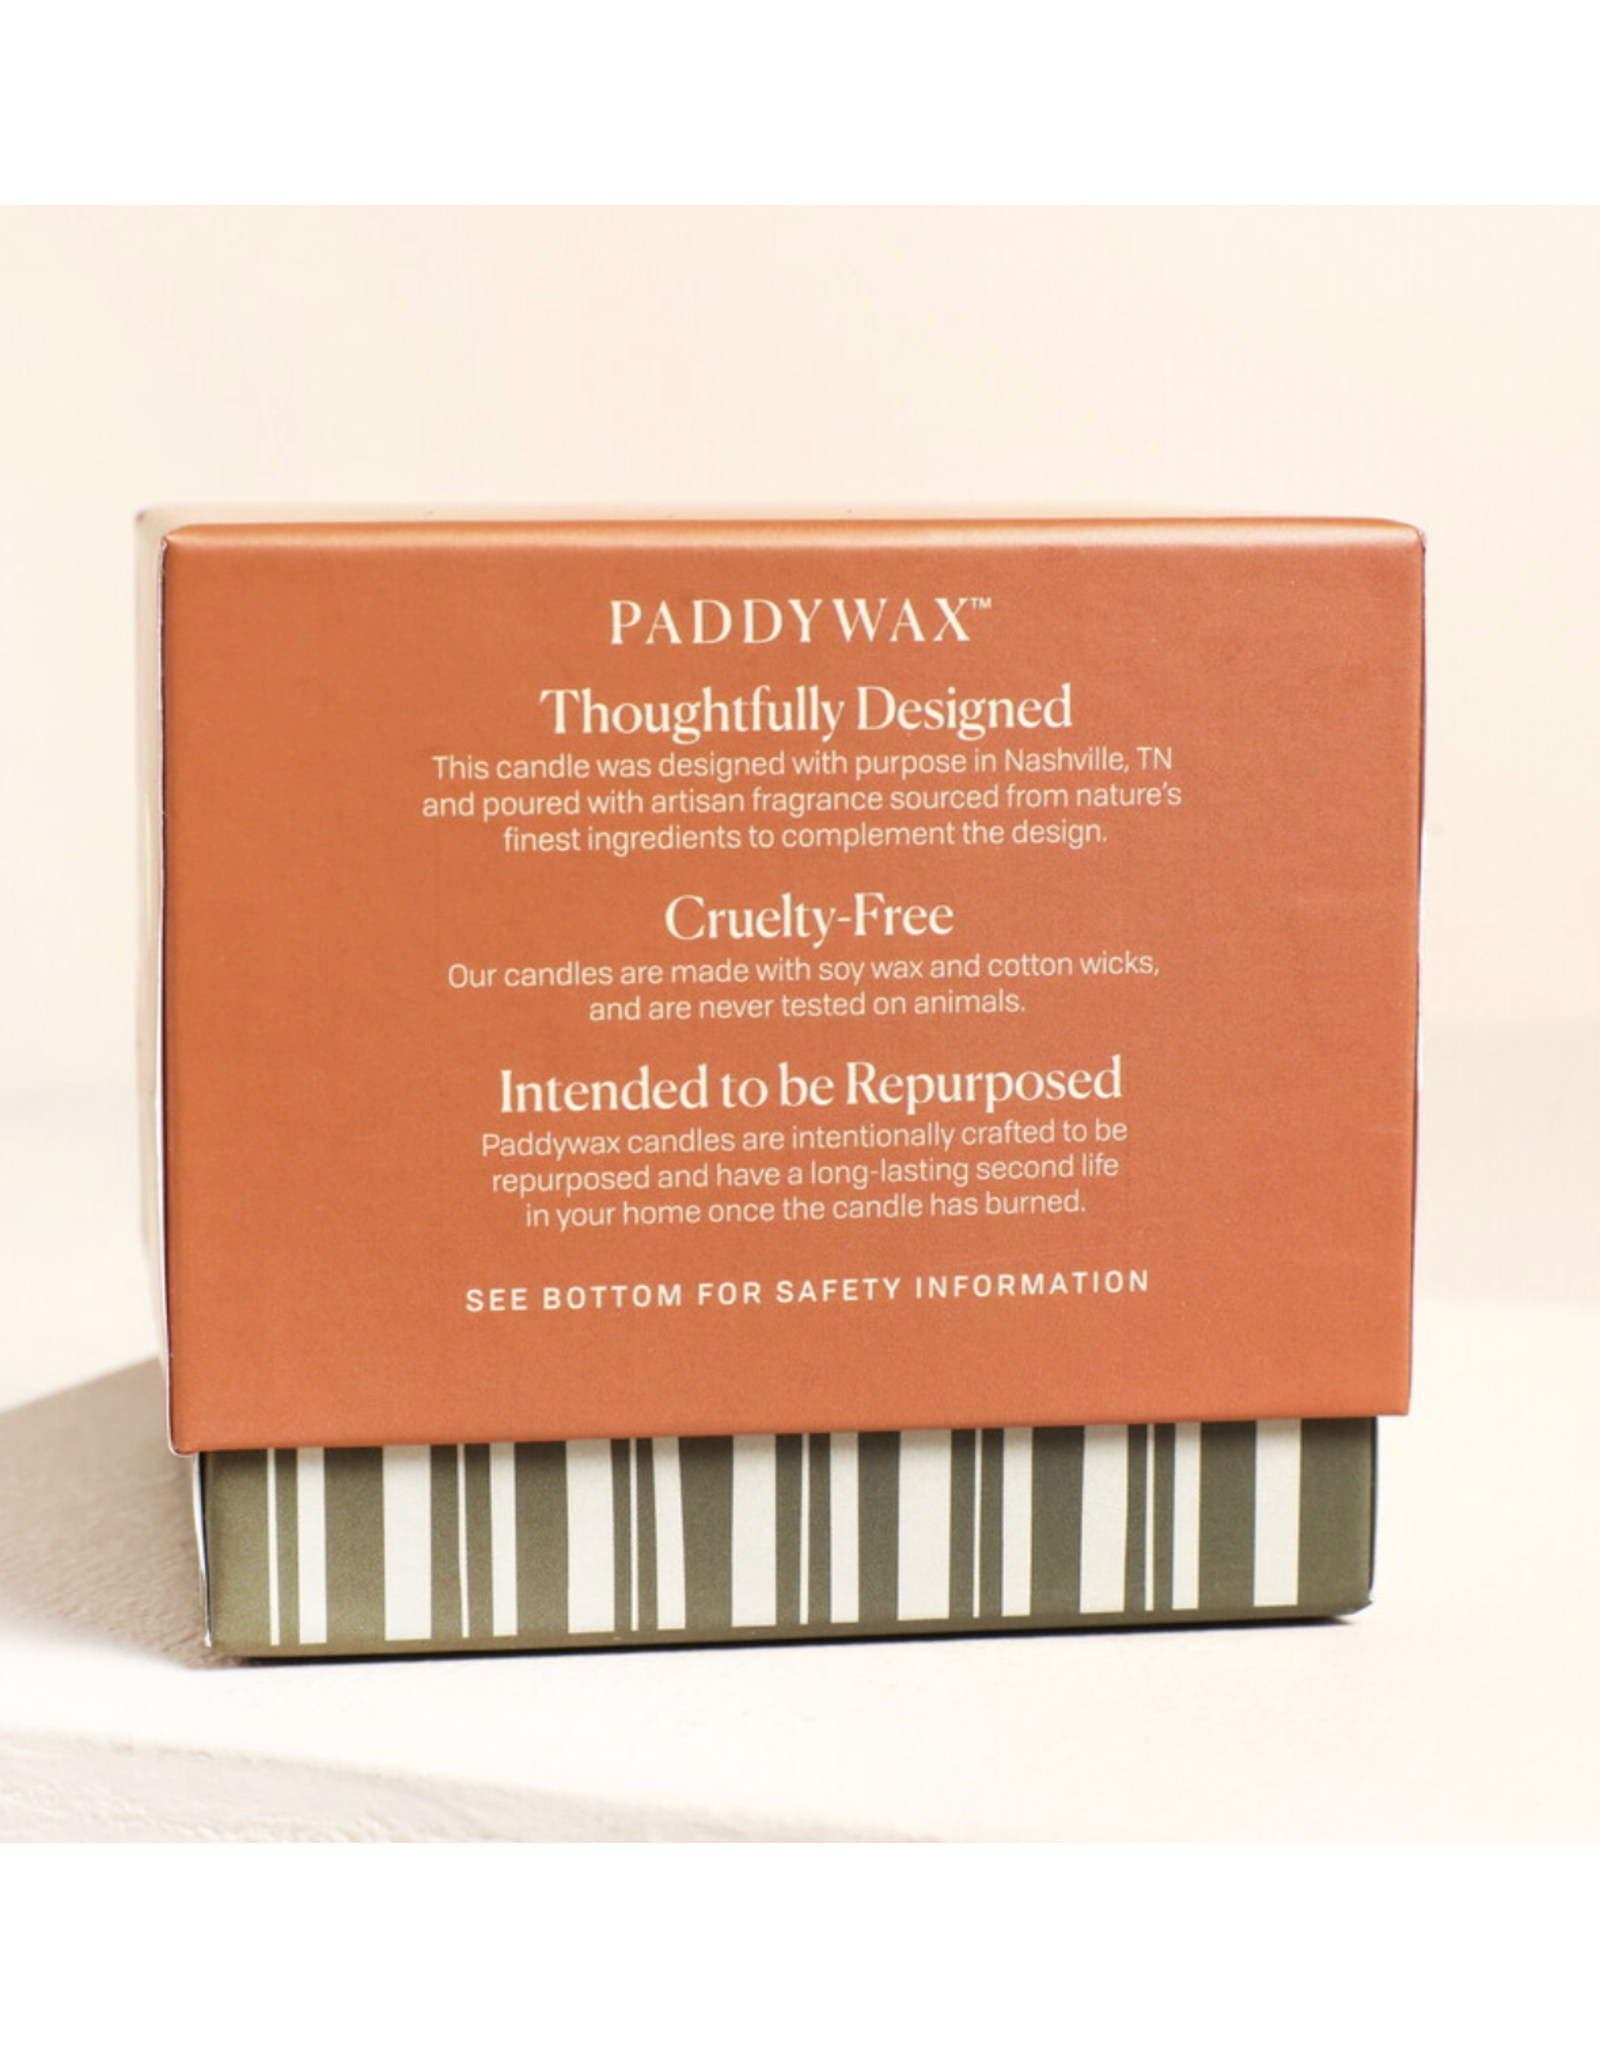 PADDYWAX™
Thoughtfully Designed
This candle was designed with purpose in Nashville, TN
and poured with artisan fragrance sourced from nature's
finest ingredients to complement the design.
Cruelty-Free
Our candles are made with soy wax and cotton wicks,
and are never tested on animals.
Intended to be Repurposed
Paddywax candles are intentionally crafted to be
repurposed and have a long-lasting second life
in your home once the candle has burned.
SEE BOTTOM FOR SAFETY INFORMATION